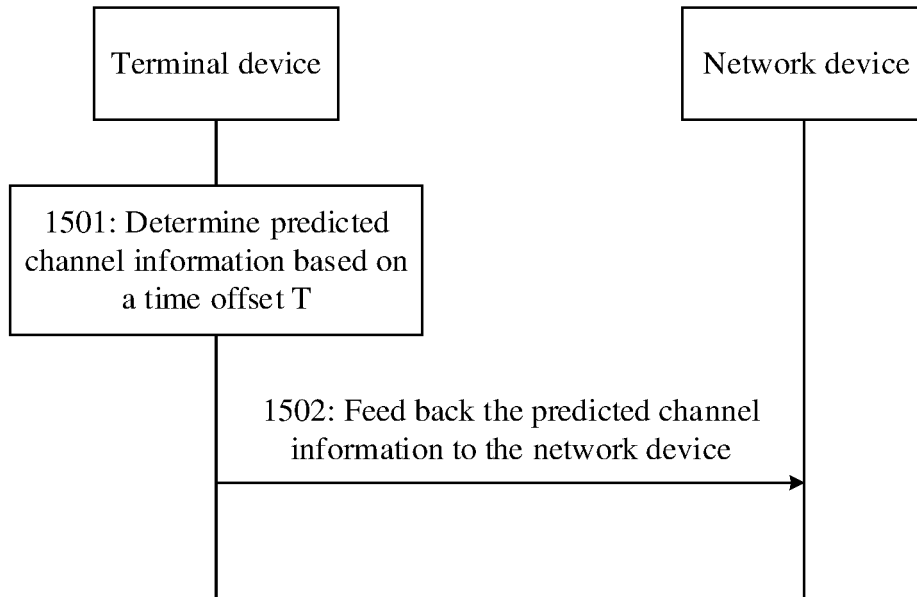 Terminal device
Network device
1501: Determine predicted
channel information based on
a time offset T
1502: Feed back the predicted channel
information to the network device